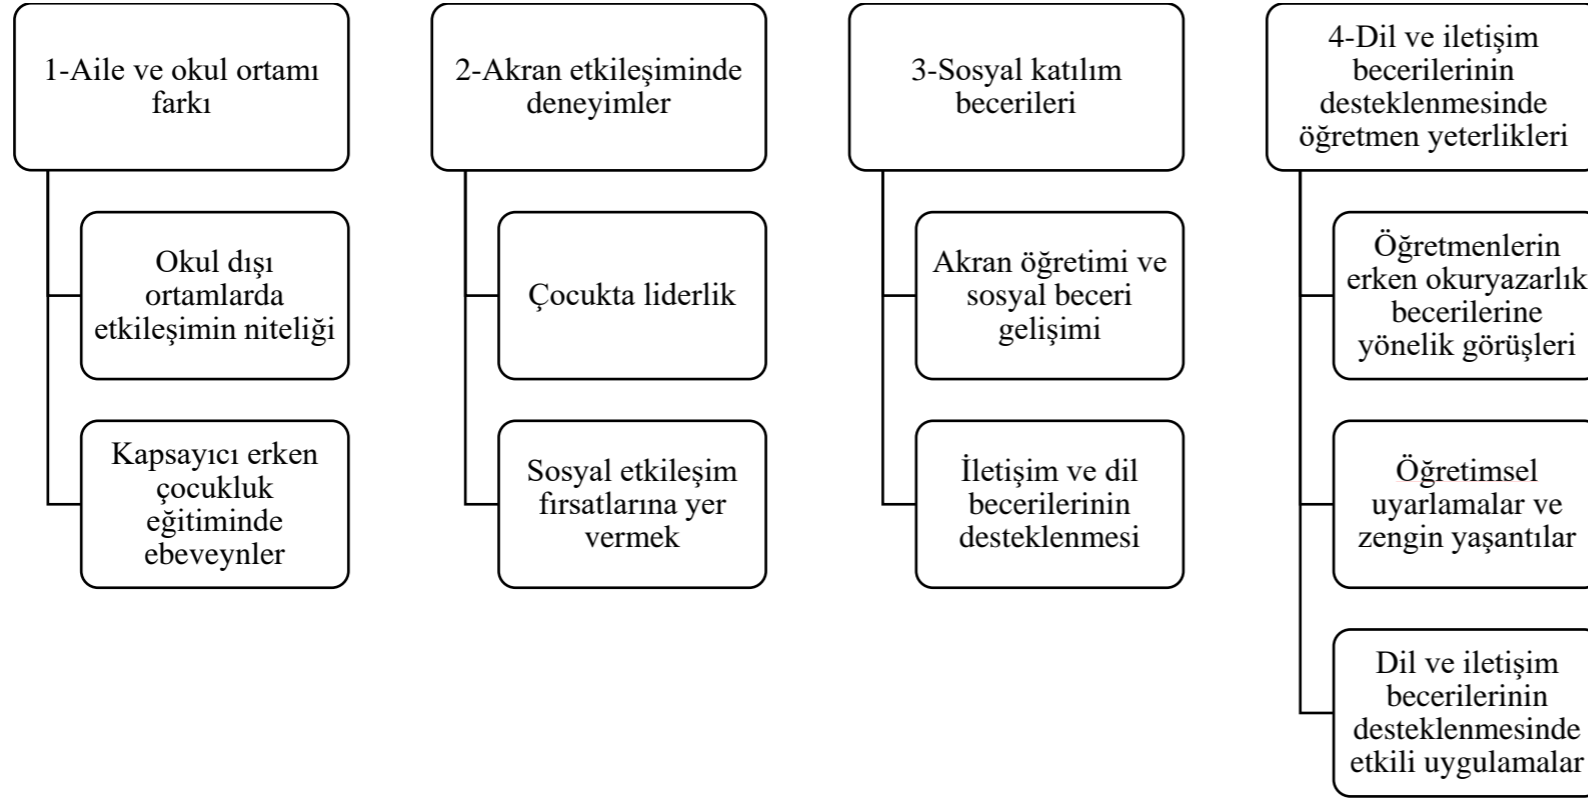 1-Aile ve okul ortamı
farkı
Okul dışı
ortamlarda
etkileşimin niteliği
Kapsayıcı erken
çocukluk
eğitiminde
ebeveynler
2-Akran etkileşiminde
deneyimler
Çocukta liderlik
Sosyal etkileşim
fırsatlarına yer
vermek
3-Sosyal katılım
becerileri
Akran öğretimi ve
sosyal beceri
gelişimi
İletişim ve dil
becerilerinin
desteklenmesi
4-Dil ve iletişim
becerilerinin
desteklenmesinde
öğretmen yeterlikleri
Öğretmenlerin
erken okuryazarlık
becerilerine
yönelik görüşleri
Öğretimsel
uyarlamalar ve
zengin yaşantılar
Dil ve iletişim
becerilerinin
desteklenmesinde
etkili uygulamalar